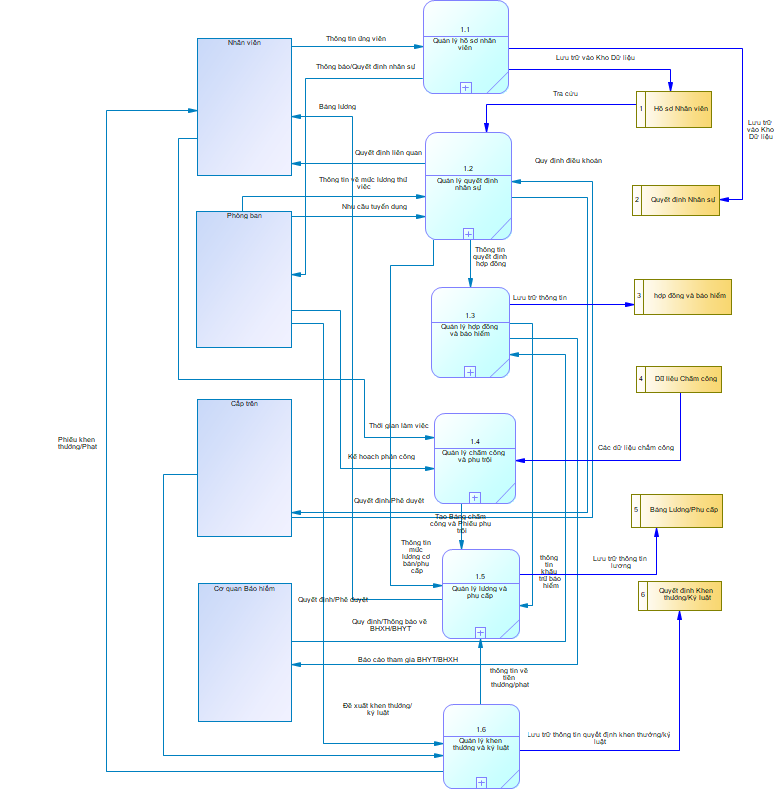 1.1
Quản lý hồ sơ nhân
viên
Nhân viên
Thông tin ứng viên
Thông báo/Quyết định nhân sự
Lưu trữ vào Kho Dữ liệu
Tra cứu
1
Hồ sơ Nhân viên
Lưu trữ
vào Kho
Dữ liệu
Bảng lương
Quyết định liên quan
1.2
Quản lý quyết định
nhân sự
Quy định điều khoản
Thông tin về mức lương thử
việc
Nhu cầu tuyển dụng
2
Quyết định Nhân sự
Phòng ban
Thông tin
quyết định
hợp đồng
1.3
Quản lý hợp đồng
và bảo hiểm
Lưu trữ thông tin
3
hợp đồng và bảo hiểm
4
Dữ liệu Chấm công
Cấp trên
Thời gian làm việc
1.4
Quản lý chấm công
và phụ trội
Các dữ liệu chấm công
Phiếu khen
thưởng/Phạt
Kế hoạch phân công
Quyết định/Phê duyệt
Tạo Bảng chấm
công và Phiếu phụ
trội
5
Bảng Lương/Phụ cấp
Thông tin
mức
lương cơ
bản/phụ
cấp
thông
tin
khấu
trừ bảo
hiểm
Lưu trữ thông tin
lương
1.5
Quản lý lương và
phụ cấp
Cơ quan Bảo hiểm
Quyết định/Phê duyệt
6
Quyết định Khen
thưởng/Kỷ luật
Quy định/Thông báo về
BHXH/BHYT
Báo cáo tham gia BHYT/BHXH
thông tin về
tiền
thưởng/phạt
Đề xuất khen thưởng/
kỷ luật
1.6
Quản lý khen
thưởng và kỷ luật
Lưu trữ thông tin quyết định khen thưởng/kỷ
luật